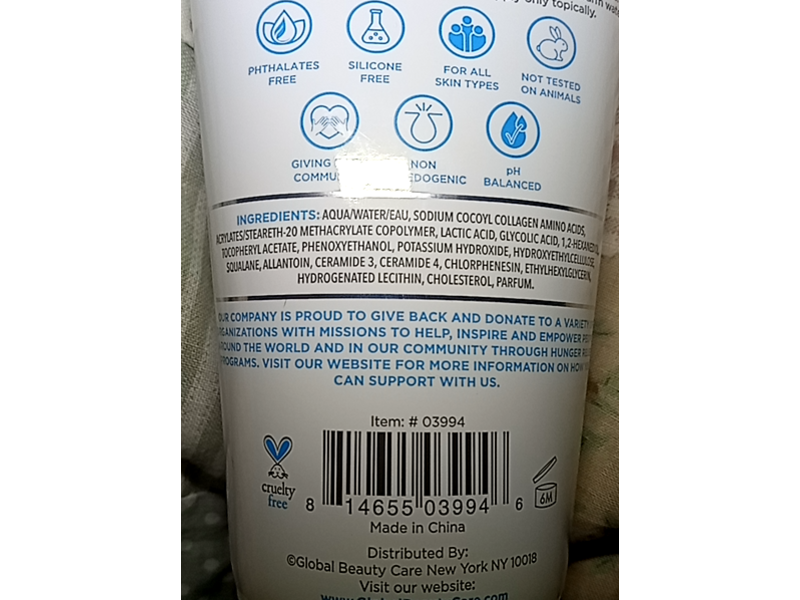 only topically.
PHTHALATES
FREE
SILICONE
FREE
FOR ALL
SKIN TYPES
NOT TESTED
ON ANIMALS
GIVING
NON
pH
BALANCED
INGREDIENTS: AQUA/WATER/EAU, SODIUM COCOYL COLLAGEN AMINO ACIDS,
ACRYLATES/STEARETH-20 METHACRYLATE COPOLYMER, LACTIC ACID, GLYCOLIC ACID,
TOCOPHERYL ACETATE, PHENOXYETHANOL, POTASSIUM HYDROXIDE, HYDROXYETHYLCELLULOSE,
SQUALANE, ALLANTOIN, CERAMIDE 3, CERAMIDE 4, CHLORPHENESIN, ETHYLHEXYLGLYCERIN,
HYDROGENATED LECITHIN, CHOLESTEROL, PARFUM.
OUR COMPANY IS PROUD TO GIVE BACK AND DONATE TO A VARIETY
ORGANIZATIONS WITH MISSIONS TO HELP, INSPIRE AND EMPOWER
AROUND THE WORLD AND IN OUR COMMUNITY THROUGH HUNGER
PROGRAMS. VISIT OUR WEBSITE FOR MORE INFORMATION ON
CAN SUPPORT WITH US.
Item: # 03994
cruelty
free
8 14655 03994 6
6M
Made in China
Distributed By:
©Global Beauty Care New York NY 10018
Visit our website: